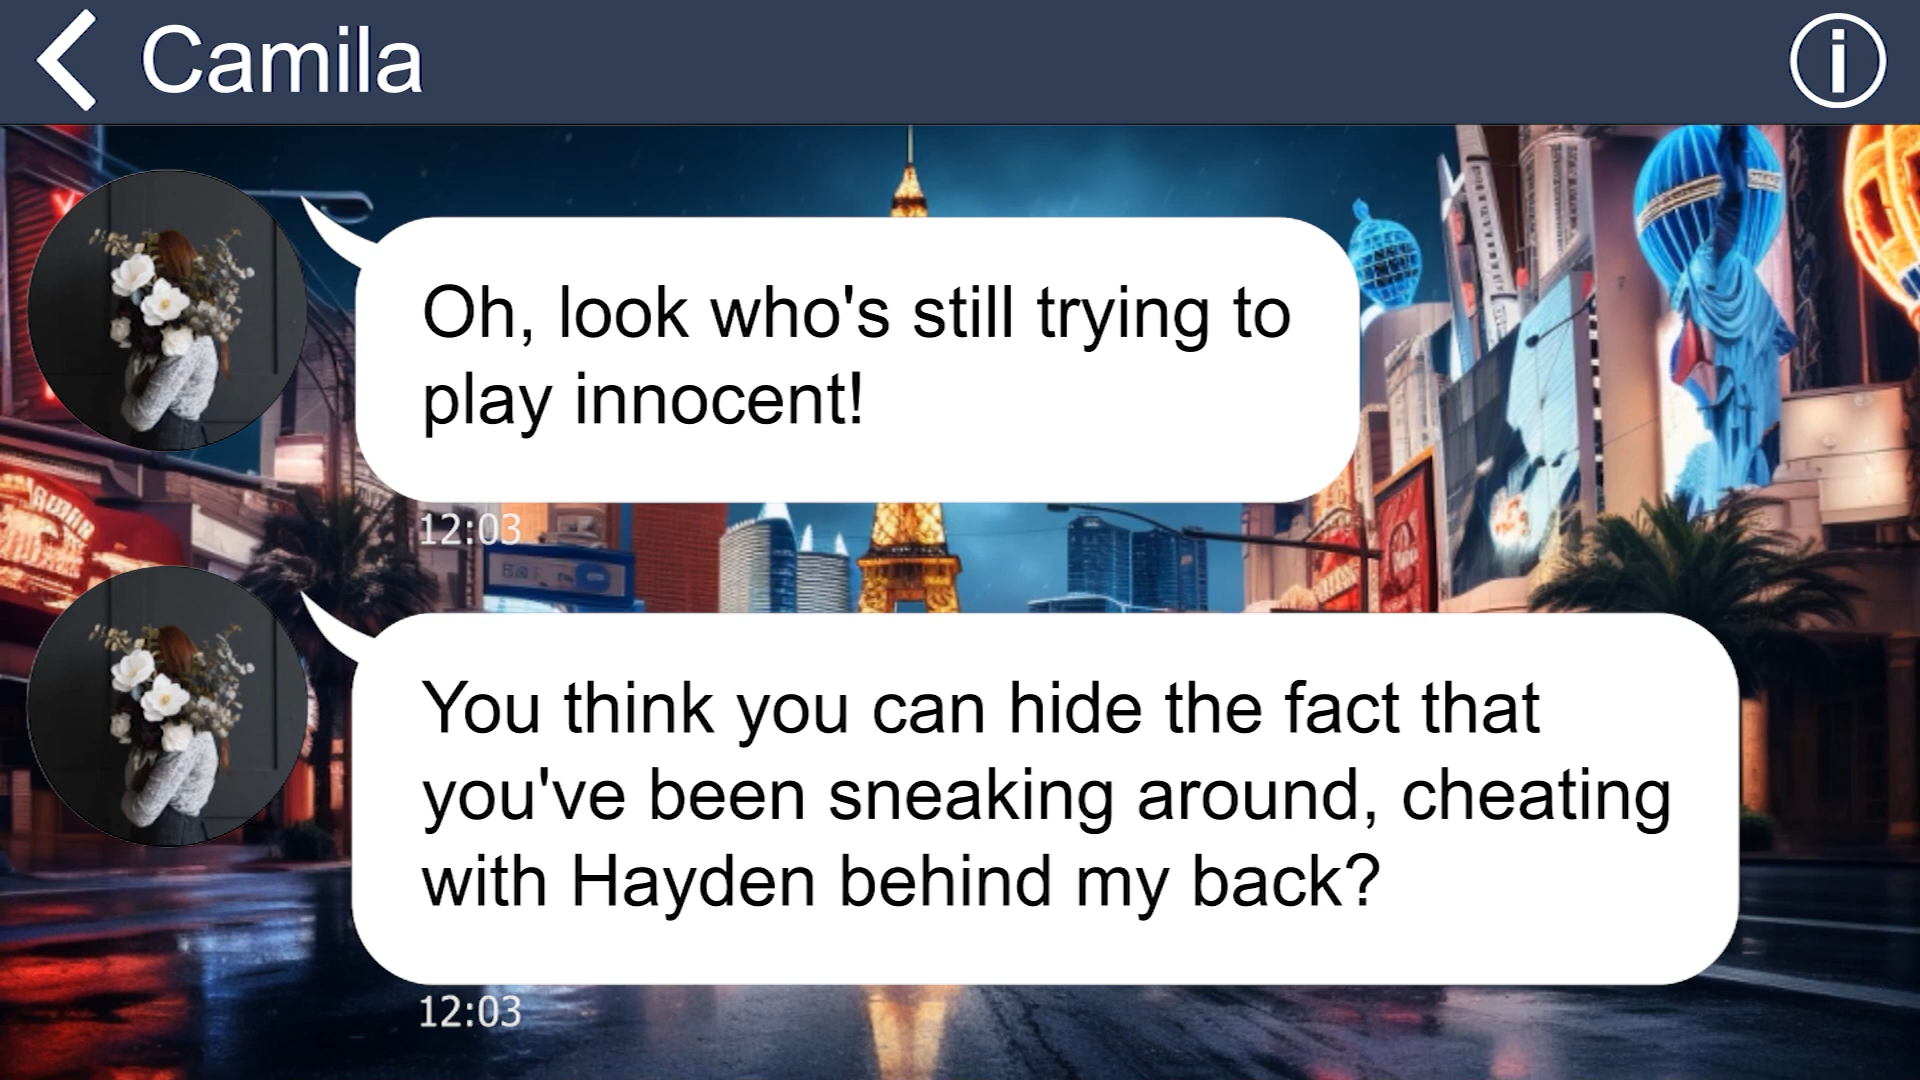 Camila
Oh, look who's still trying to
play innocent!
12:03
You think you can hide the fact that
you've been sneaking around, cheating
with Hayden behind my back?
12:03